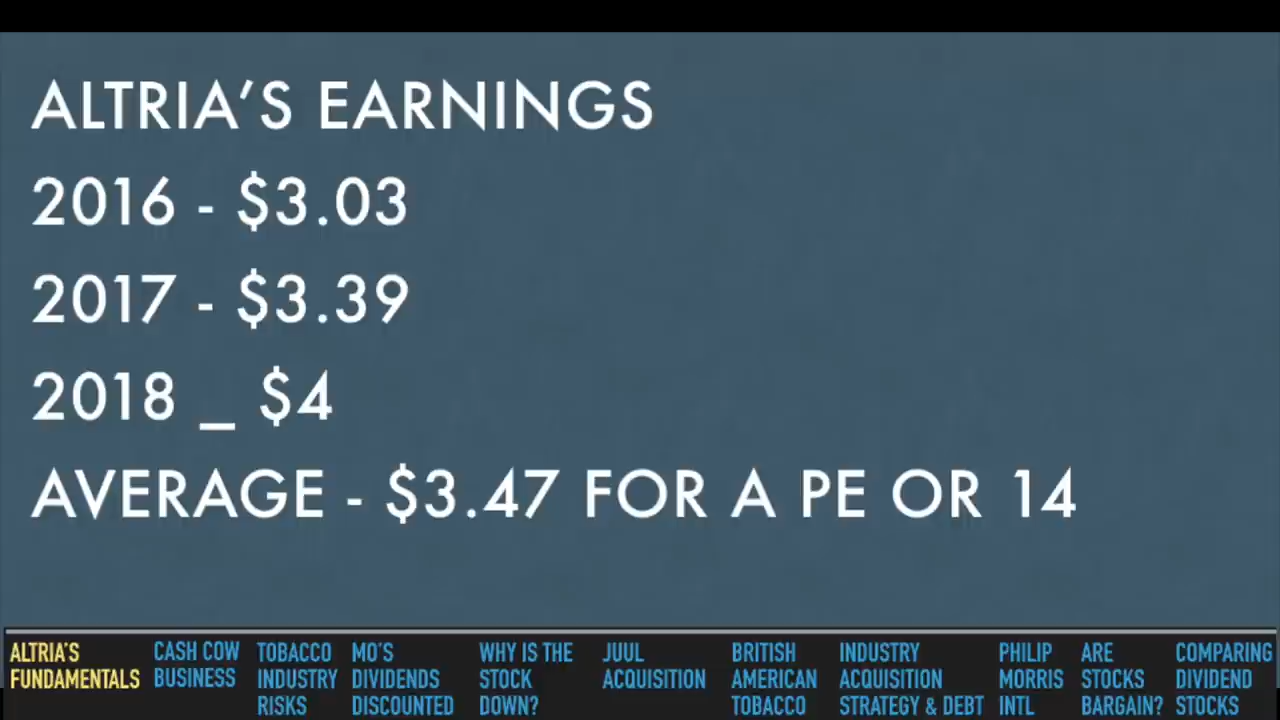 ALTRIA'S EARNINGS
2016 - $3.03
2017 - $3.39
2018 _ $4
AVERAGE - $3.47 FOR A PE OR 14
ALTRIA'S
FUNDAMENTALS
CASH COW
BUSINESS
TOBACCO
INDUSTRY
RISKS
MO'S
DIVIDENDS
DISCOUNTED
WHY IS THE
STOCK
DOWN?
JUUL
ACQUISITION
BRITISH
AMERICAN
TOBACCO
INDUSTRY
ACQUISITION
STRATEGY & DEBT
PHILIP
MORRIS
INTL
ARE
STOCKS
BARGAIN?
COMPARING
DIVIDEND
STOCKS